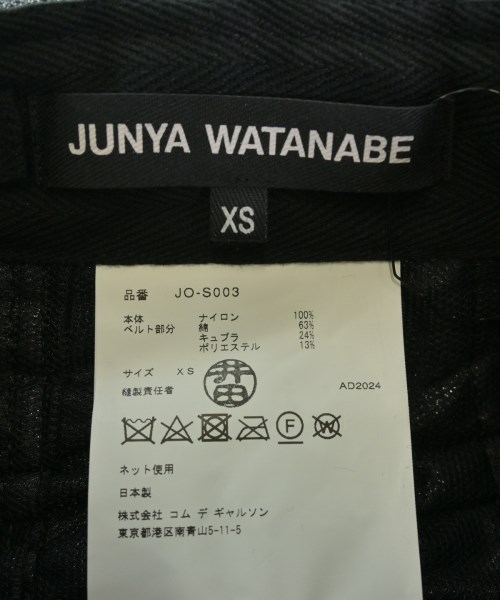 JUNYA WATANABE
XS
品番 JO-S003
本体 ナイロン 100%
ベルト部分 綿 63%
キュプラ 24%
ポリエステル 13%
サイズ XS
縫製責任者 井田 AD2024
F W
ネット使用
日本製
株式会社 コム デ ギャルソン
東京都港区南青山5-11-5